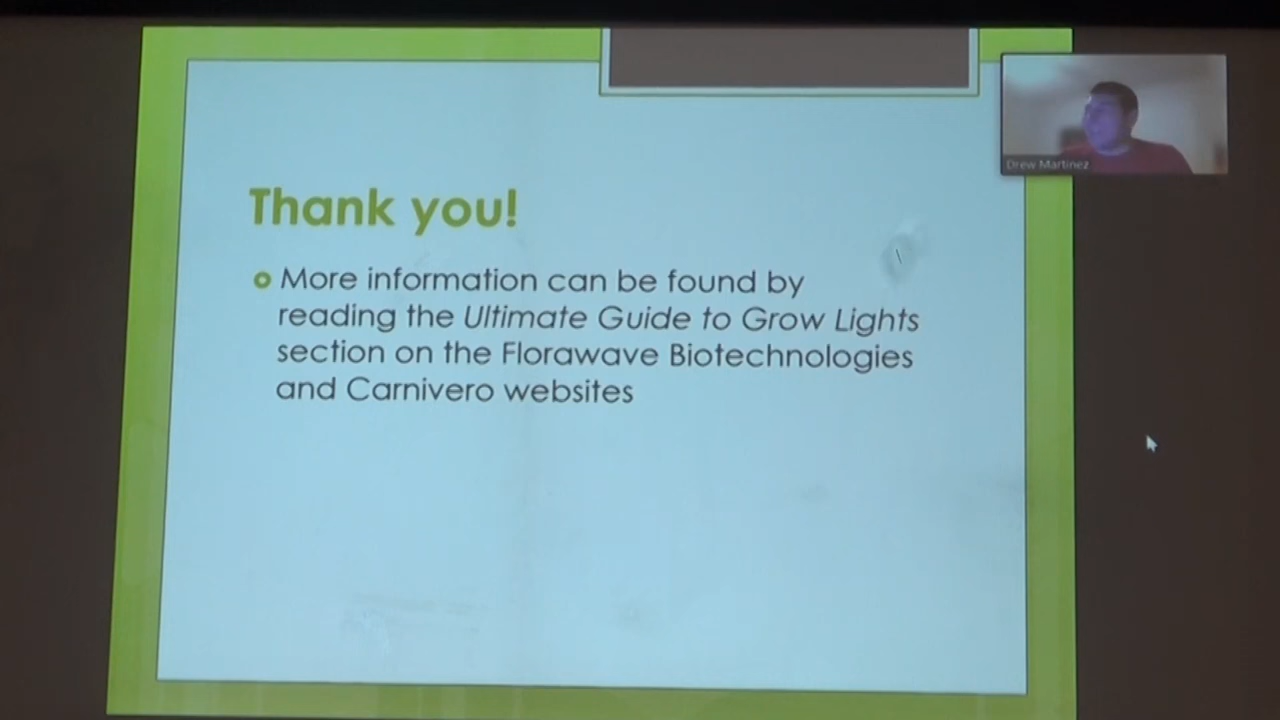 Thank you!
More information can be found by
reading the Ultimate Guide to Grow Lights
section on the Florawave Biotechnologies
and Carnivero websites
Drew Martinez